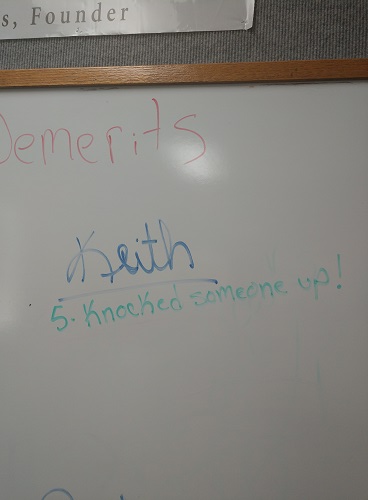 s, Founder
Demerits
Keith
5. Knocked someone up!